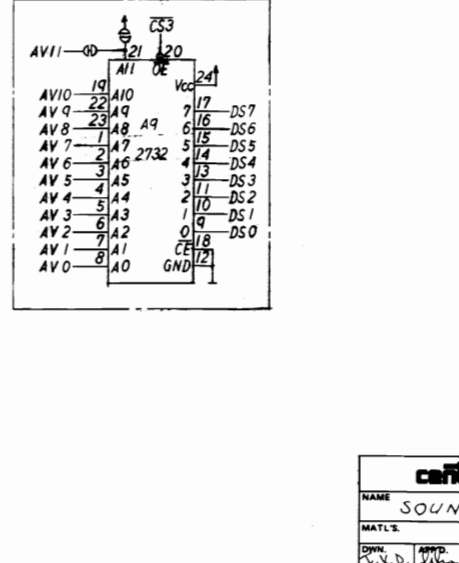 CS3
AV11 21 20
A11 OE
24
Vcc
19 AV10 A10
17 7 DS7
22 AV9 A9
16 6 DS6
23 AV8 A8 A9
15 5 DS5
1 AV7 A7
14 4 DS4
2 AV6 A6 2732
13 3 DS3
3 AV5 A5
11 2 DS2
4 AV4 A4
10 1 DS1
5 AV3 A3
9 0 DS0
6 AV2 A2
18 CE
7 AV1 A1
12 GND
8 AV0 A0
cen
NAME SOUN
MATL'S.
DWN. APP'D.